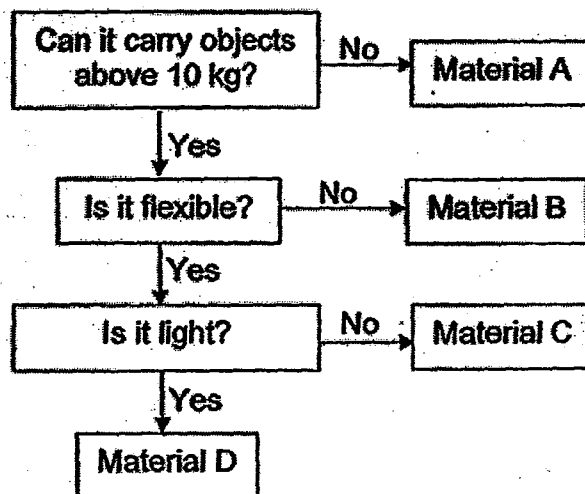 Can it carry objects
above 10 kg?
No
Material A
Yes
Is it flexible?
No
Material B
Yes
Is it light?
No
Material C
Yes
Material D